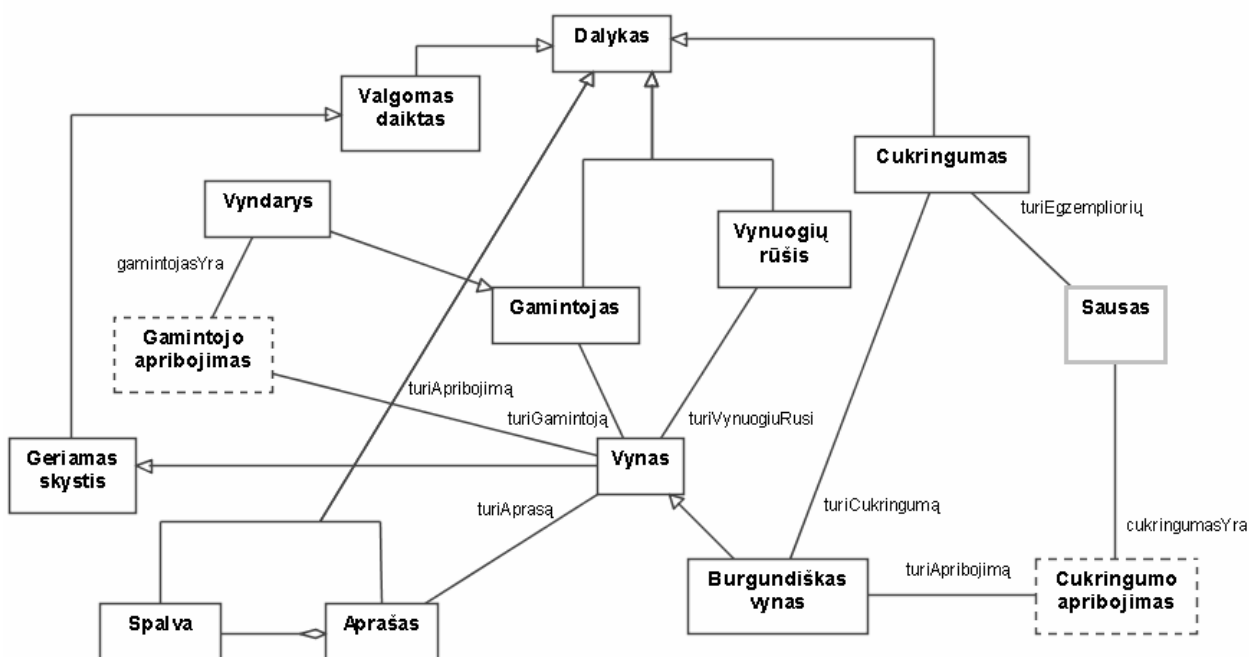 Dalykas
Valgomas
daiktas
Cukringumas
Vyndarys
turiEgzempliorių
Vynuogių
rūšis
gamintojasYra
Gamintojas
Sausas
Gamintojo
apribojimas
turiApribojimą
turiGamintoją
turiVynuogiuRusi
Geriamas
skystis
Vynas
turiAprasą
turiCukringumą
cukringumasYra
Burgundiškas
vynas
turiApribojimą
Cukringumo
apribojimas
Spalva
Aprašas